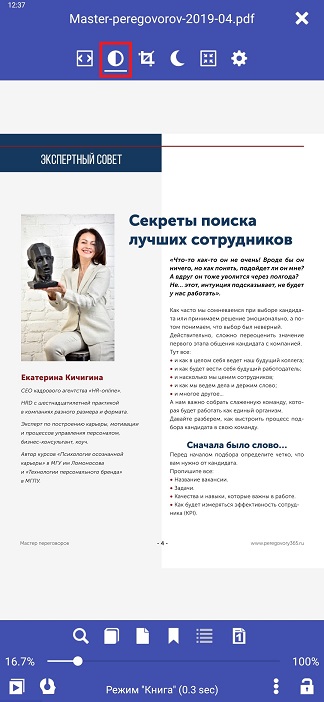 12:37
Master-peregovorov-2019-04.pdf
ЭКСПЕРТНЫЙ СОВЕТ
Секреты поиска
лучших сотрудников
«Что-то как-то он не очень! Вроде бы он
ничего, но как понять, подойдет ли он мне?
А вдруг он тоже уволится через полгода?
Не... этот, интуиция подсказывает, не будет
у нас работать».
Как часто мы сомневаемся при выборе кандида-
та или принимаем решение эмоционально, а по-
том понимаем, что выбор был неверный.
Действительно, сложно переоценить значение
первого этапа общения кандидата с компанией.
Тут все:
• и как в целом себя ведет наш будущий коллега;
• и как будет вести себя будущий работодатель;
• и насколько мы ценим сотрудников;
• и как мы ведем дела и держим слово;
• и многое другое...
А нам важно собрать слаженную команду, кото-
рая будет работать как единый организм.
Давайте разберем, как выстроить процесс под-
бора кандидата в свою команду.
Сначала было слово...
Перед началом подбора определите четко, что
вам нужно от кандидата.
Пропишите все:
• Название вакансии.
• Задачи.
• Качества и навыки, которые важны в работе.
• Как будет измеряться эффективность сотруд-
ника (KPI).
Екатерина Кичигина
CEO кадрового агентства «HR-online».
HRD с шестнадцатилетней практикой
в компаниях разного размера и формата.
Эксперт по построению карьеры, мотивации
и процессов управления персоналом,
бизнес-консультант, коуч.
Автор курсов «Психология осознанной
карьеры» в МГУ им Ломоносова
и «Технологии персонального бренда»
в МГПУ.
Мастер переговоров
- 4 -
www.peregovory365.ru
1
16.7%
100%
Режим "Книга" (0.3 sec)